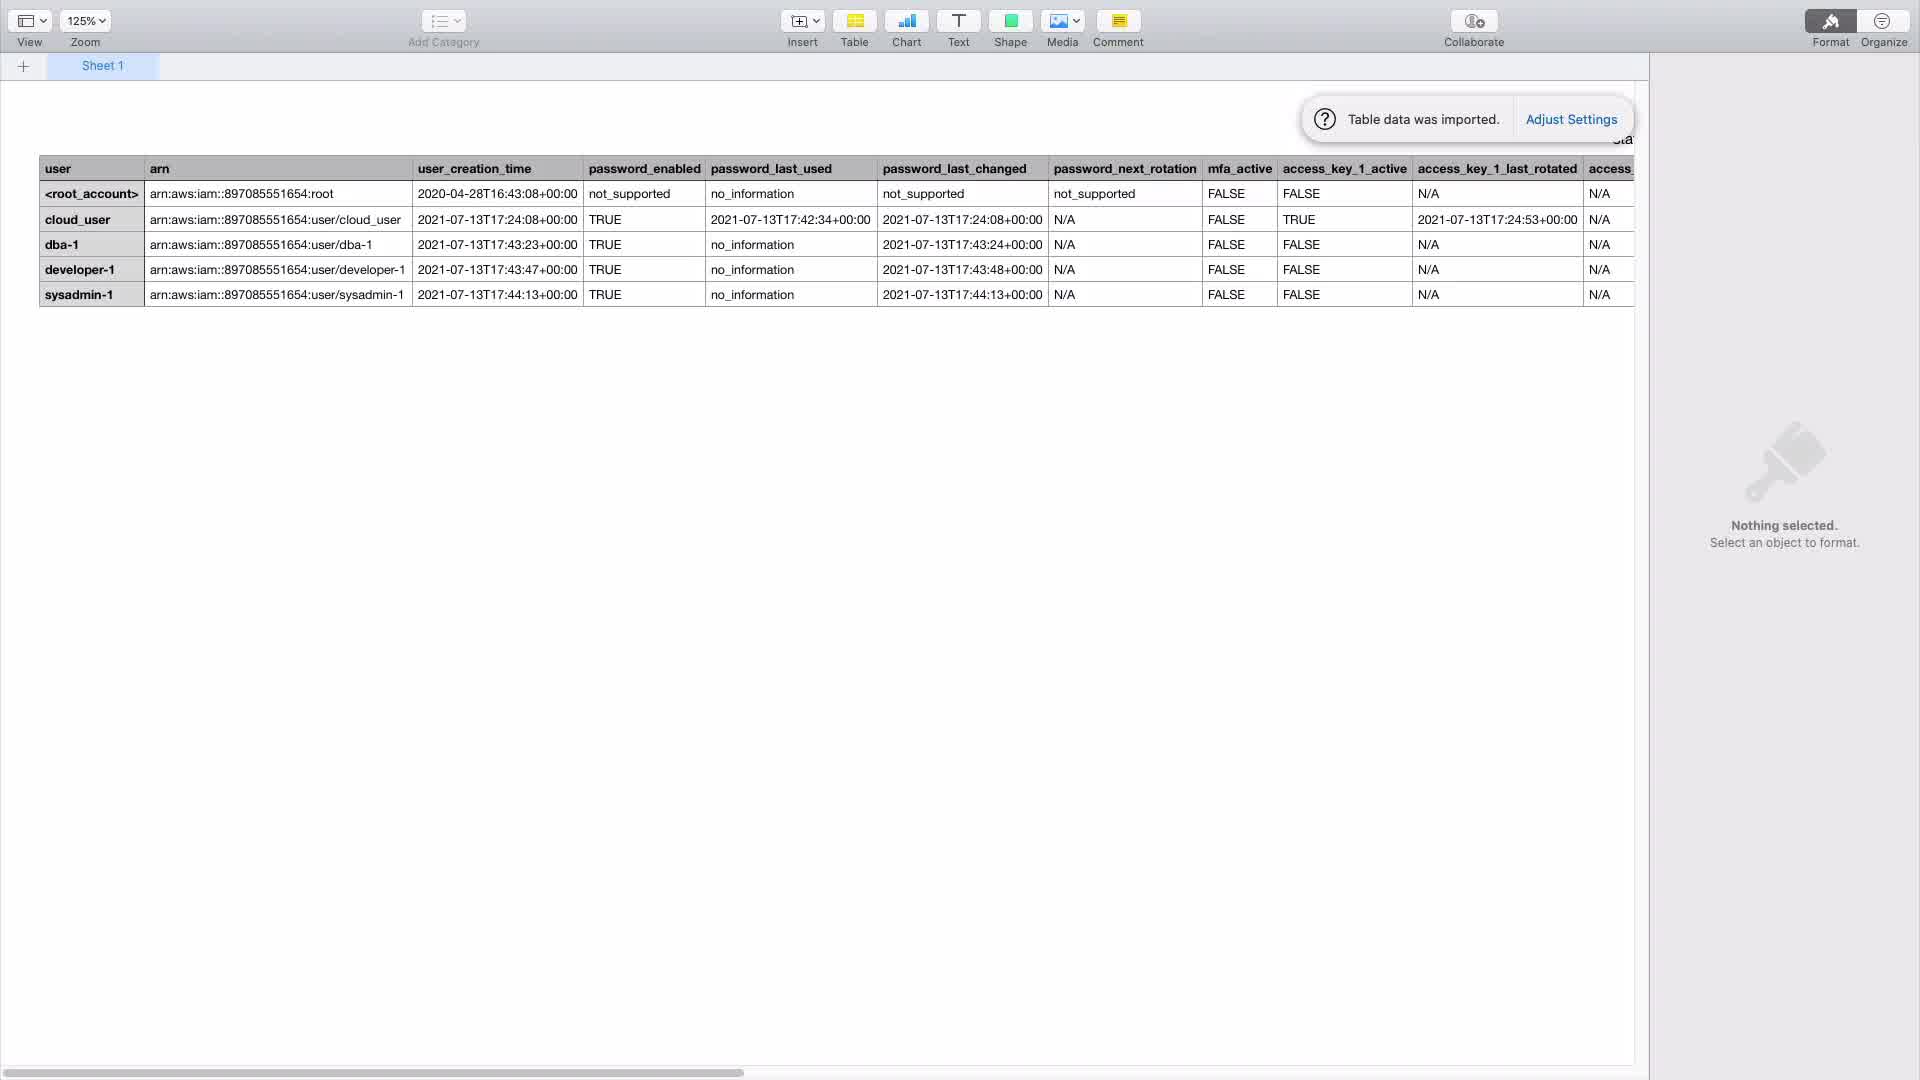 125%
View Zoom Add Category Insert Table Chart Text Shape Media Comment Collaborate Format Organize
Sheet 1
Table data was imported. Adjust Settings
user arn user_creation_time password_enabled password_last_used password_last_changed password_next_rotation mfa_active access_key_1_active access_key_1_last_rotated access_
<root_account> arn:aws:iam::897085551654:root 2020-04-28T16:43:08+00:00 not_supported no_information not_supported not_supported FALSE FALSE N/A N/A
cloud_user arn:aws:iam::897085551654:user/cloud_user 2021-07-13T17:24:08+00:00 TRUE 2021-07-13T17:42:34+00:00 2021-07-13T17:24:08+00:00 N/A FALSE TRUE 2021-07-13T17:24:53+00:00 N/A
dba-1 arn:aws:iam::897085551654:user/dba-1 2021-07-13T17:43:23+00:00 TRUE no_information 2021-07-13T17:43:24+00:00 N/A FALSE FALSE N/A N/A
developer-1 arn:aws:iam::897085551654:user/developer-1 2021-07-13T17:43:47+00:00 TRUE no_information 2021-07-13T17:43:48+00:00 N/A FALSE FALSE N/A N/A
sysadmin-1 arn:aws:iam::897085551654:user/sysadmin-1 2021-07-13T17:44:13+00:00 TRUE no_information 2021-07-13T17:44:13+00:00 N/A FALSE FALSE N/A N/A
Nothing selected.
Select an object to format.